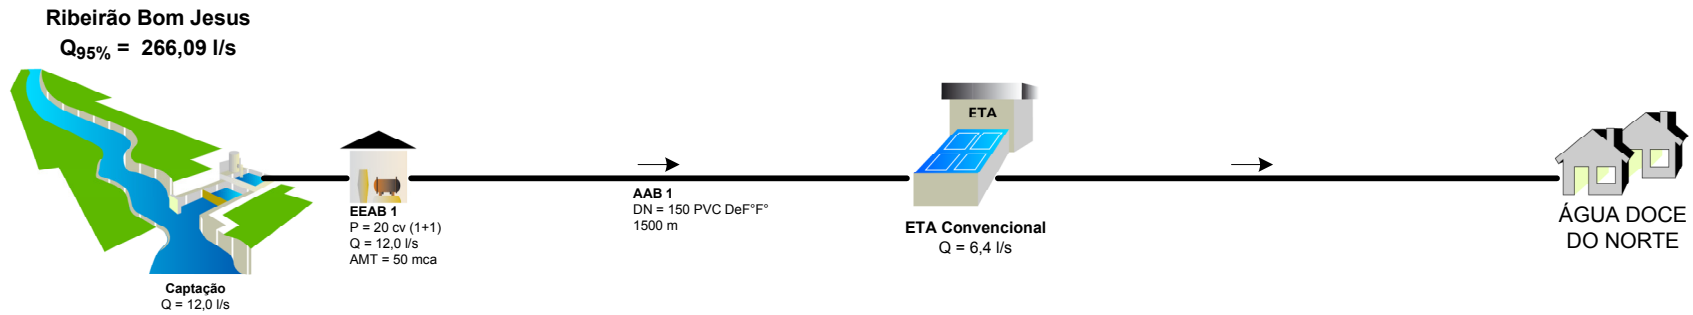 Ribeirão Bom Jesus
Q95% = 266,09 l/s
ETA
EEAB 1
P = 20 cv (1+1)
Q = 12,0 l/s
AMT = 50 mca
AAB 1
DN = 150 PVC DeF°F°
1500 m
ETA Convencional
Q = 6,4 l/s
ÁGUA DOCE
DO NORTE
Captação
Q = 12,0 l/s